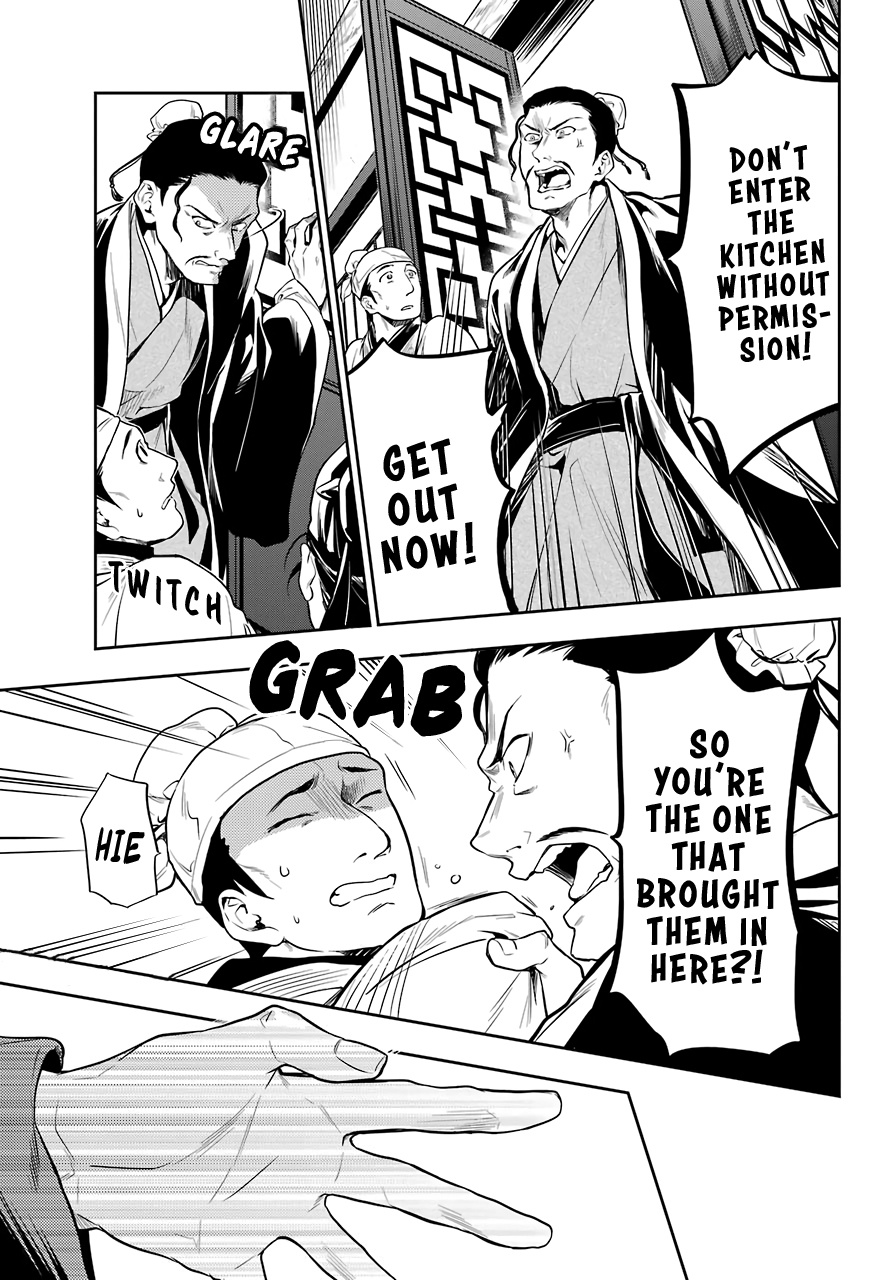 DON'T
ENTER
THE
KITCHEN
WITHOUT
PERMIS-
SION!
GET
OUT
NOW!
GLARE
TWITCH
GRAB
SO
YOU'RE
THE ONE
THAT
BROUGHT
THEM IN
HERE?!
HIE